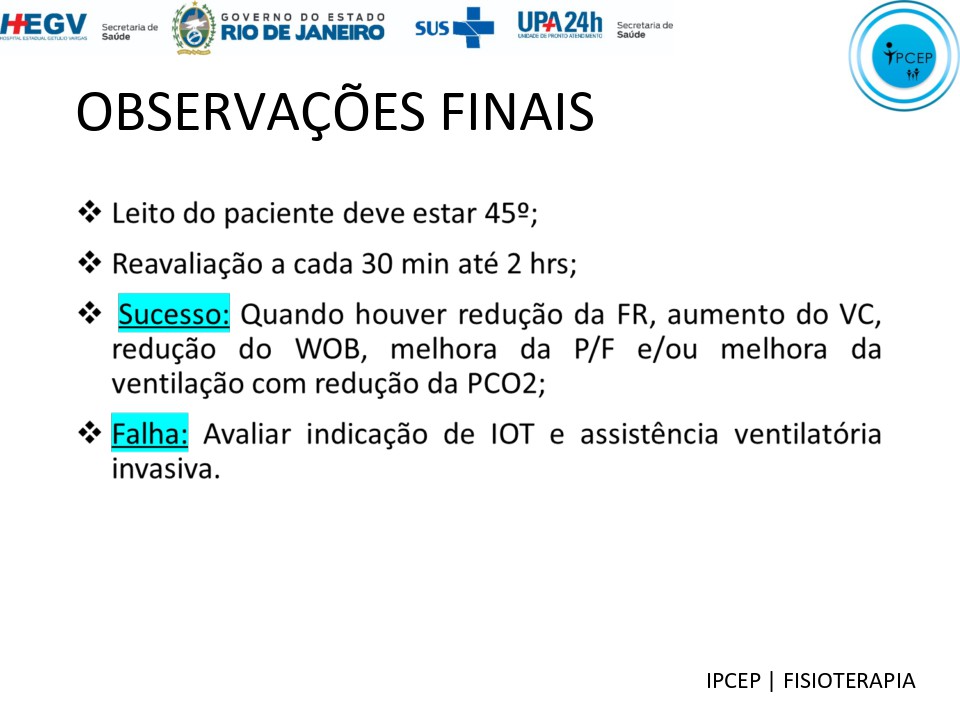 HEGV
HOSPITAL ESTADUAL GETÚLIO VARGAS
Secretaria de
Saúde
GOVERNO DO ESTADO
RIO DE JANEIRO
SUS
UPA24h
UNIDADE DE PRONTO ATENDIMENTO
Secretaria de
Saúde
IPCEP
OBSERVAÇÕES FINAIS
❖ Leito do paciente deve estar 45º;
❖ Reavaliação a cada 30 min até 2 hrs;
❖ Sucesso: Quando houver redução da FR, aumento do VC,
redução do WOB, melhora da P/F e/ou melhora da
ventilação com redução da PCO2;
❖ Falha: Avaliar indicação de IOT e assistência ventilatória
invasiva.
IPCEP | FISIOTERAPIA